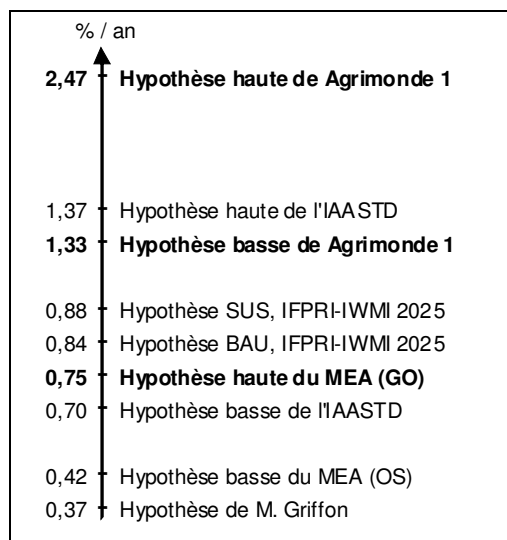 % / an
2,47 Hypothèse haute de Agrimonde 1
1,37 Hypothèse haute de l'IAASTD
1,33 Hypothèse basse de Agrimonde 1
0,88 Hypothèse SUS, IFPRI-IWMI 2025
0,84 Hypothèse BAU, IFPRI-IWMI 2025
0,75 Hypothèse haute du MEA (GO)
0,70 Hypothèse basse de l'IAASTD
0,42 Hypothèse basse du MEA (OS)
0,37 Hypothèse de M. Griffon